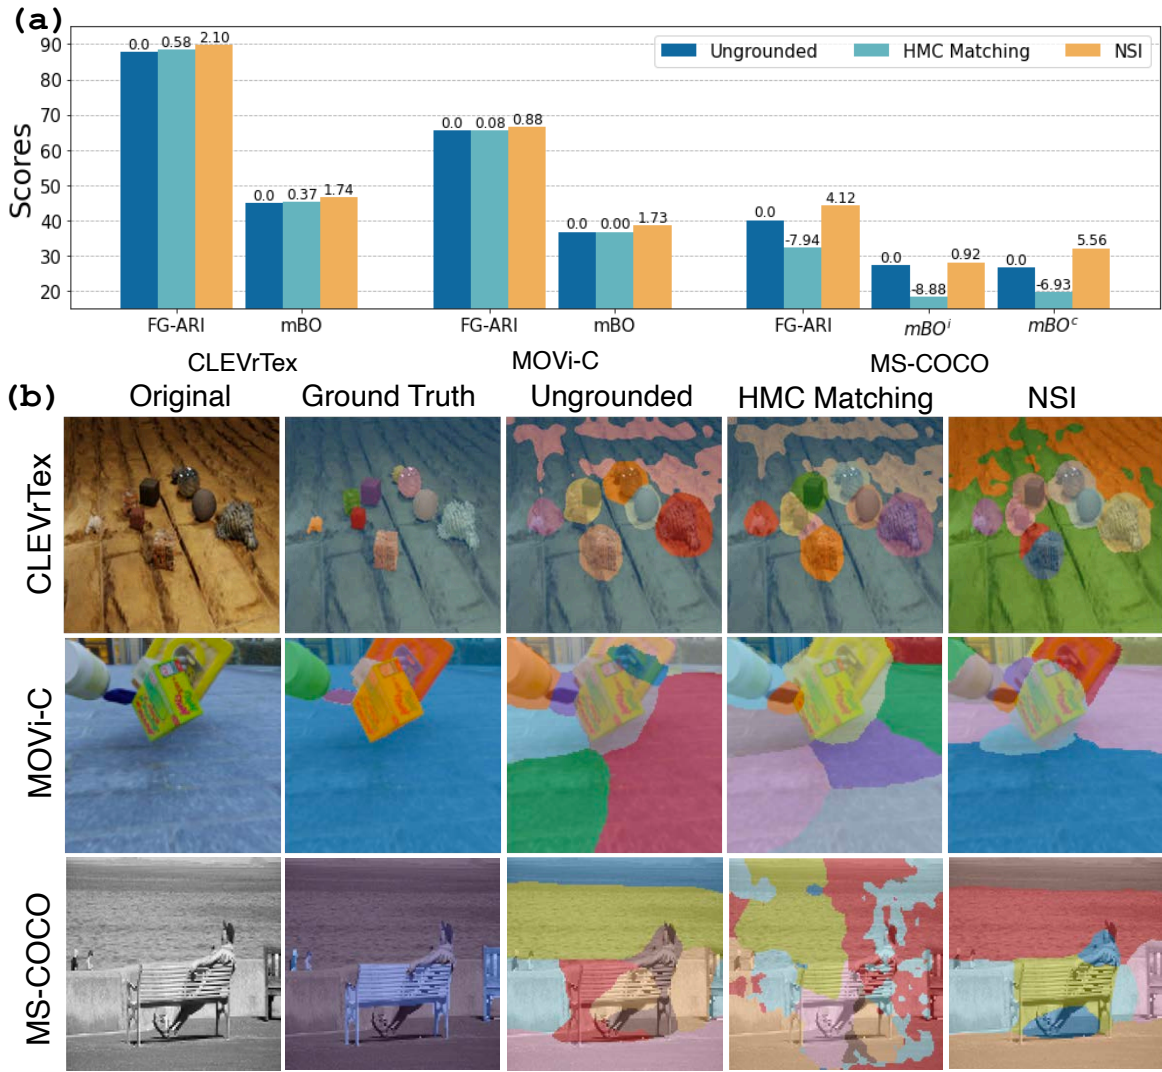 (a)
Scores
90
80
70
60
50
40
30
20
Ungrounded HMC Matching NSI
0.0 0.58 2.10
0.0 0.37 1.74
0.0 0.08 0.88
0.0 0.00 1.73
0.0 -7.94 4.12
0.0 -8.88 0.92
0.0 -6.93 5.56
FG-ARI mBO FG-ARI mBO FG-ARI mBOⁱ mBOᶜ
CLEVrTex MOVi-C MS-COCO
(b)
Original Ground Truth Ungrounded HMC Matching NSI
CLEVrTex
MOVi-C
MS-COCO